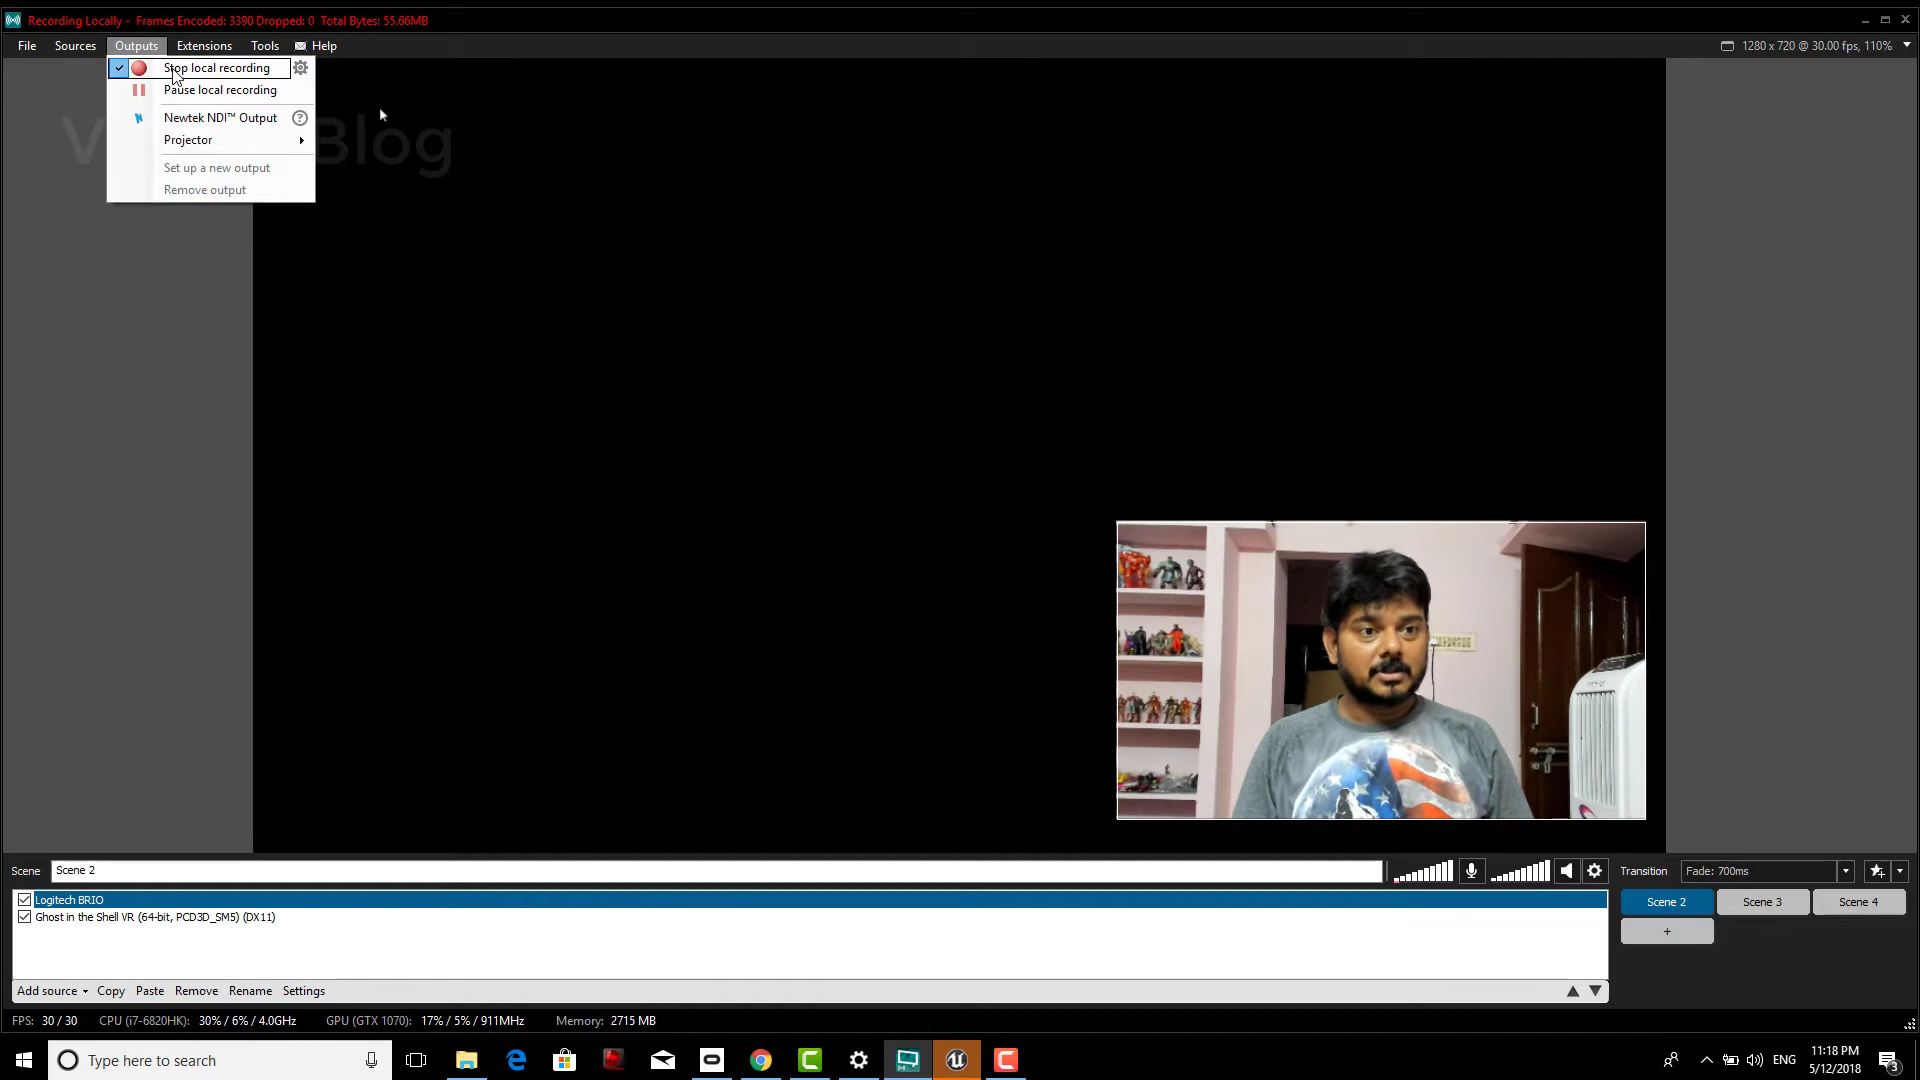 Recording Locally - Frames Encoded: 3390 Dropped: 0 Total Bytes: 55.66MB
File Sources Outputs Extensions Tools Help
1280 x 720 @ 30.00 fps, 110%
Stop local recording
Pause local recording
Newtek NDI™ Output ?
Projector
Set up a new output
Remove output
V Blog
Scene Scene 2
Transition Fade: 700ms
Logitech BRIO
Ghost in the Shell VR (64-bit, PCD3D_SM5) (DX11)
Scene 2 Scene 3 Scene 4
+
Add source Copy Paste Remove Rename Settings
FPS: 30 / 30 CPU (i7-6820HK): 30% / 6% / 4.0GHz GPU (GTX 1070): 17% / 5% / 911MHz Memory: 2715 MB
Type here to search
ENG
11:18 PM
5/12/2018
3